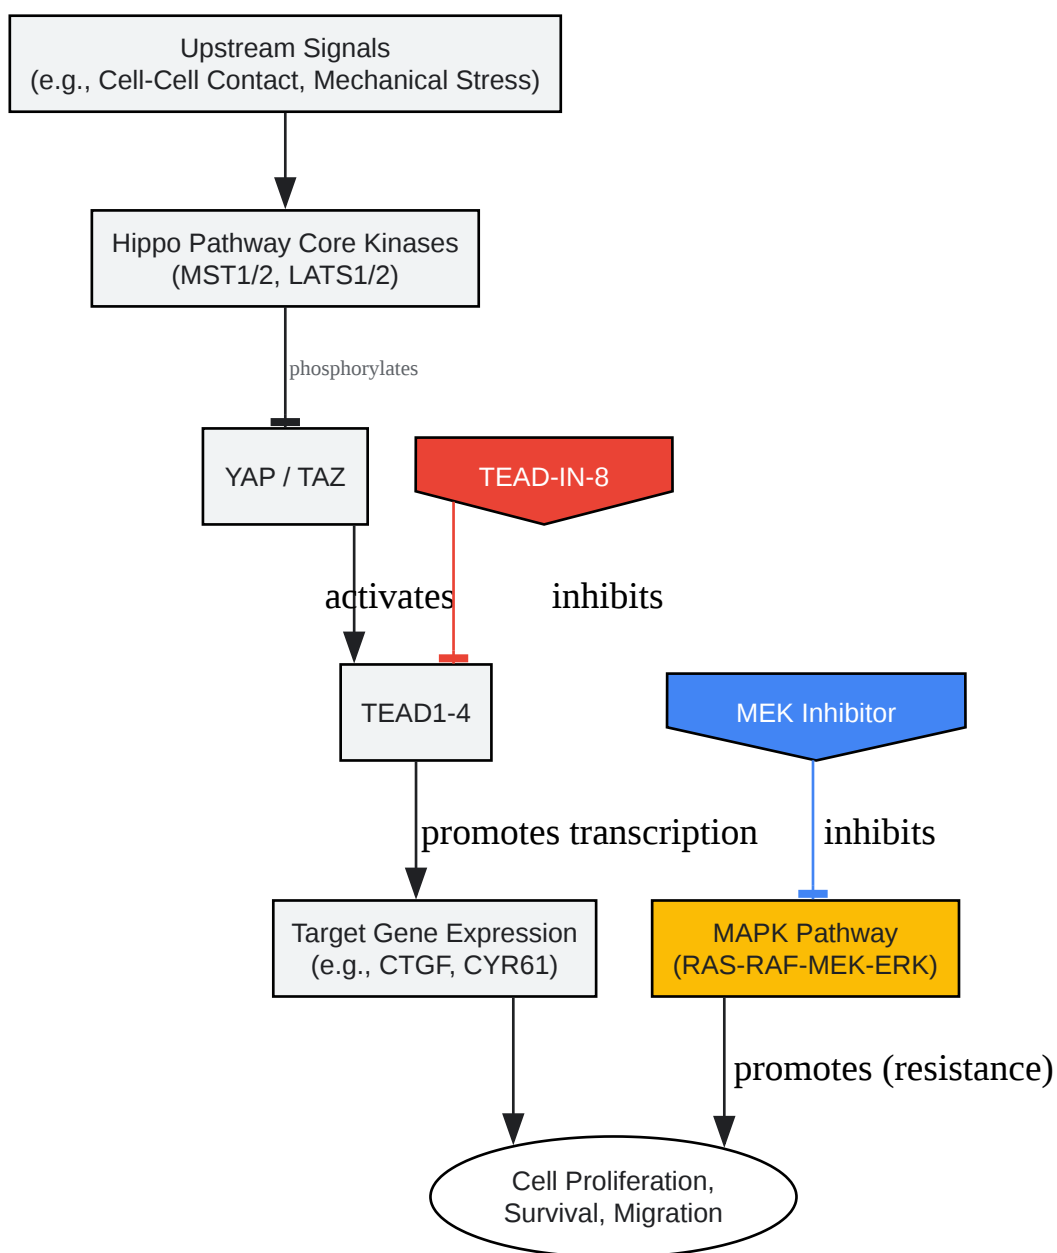 Upstream Signals
(e.g., Cell-Cell Contact, Mechanical Stress)
Hippo Pathway Core Kinases
(MST1/2, LATS1/2)
phosphorylates
YAP / TAZ
TEAD-IN-8
activates
inhibits
TEAD1-4
MEK Inhibitor
promotes transcription
inhibits
Target Gene Expression
(e.g., CTGF, CYR61)
MAPK Pathway
(RAS-RAF-MEK-ERK)
promotes (resistance)
Cell Proliferation,
Survival, Migration